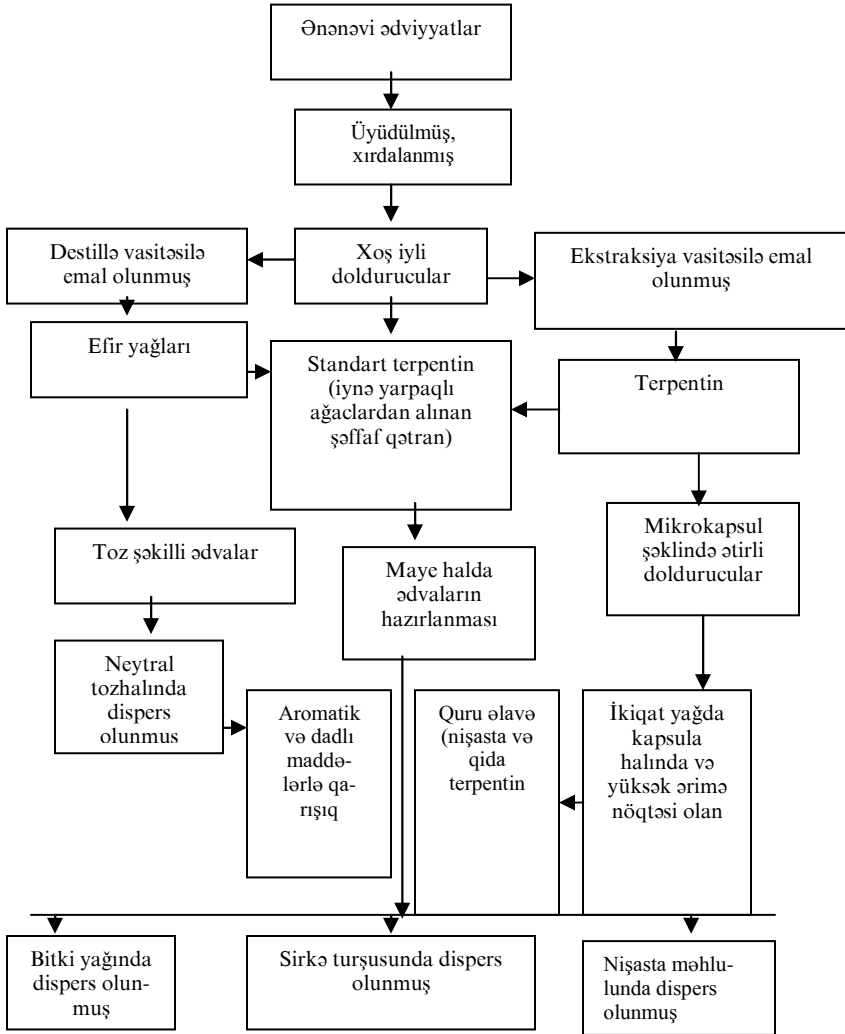 Ənənəvi ədviyyatlar
Üyüdülmüş,
xırdalanmış
Destillə vasitəsilə
emal olunmuş
Xoş iyli
doldurucular
Ekstraksiya vasitəsilə emal
olunmuş
Efir yağları
Standart terpentin
(iynə yarpaqlı
ağaclardan alınan
şəffaf qətran)
Terpentin
Toz şəkilli ədvalar
Maye halda
ədvaların
hazırlanması
Mikrokapsul
şəklində ətirli
doldurucular
Neytral
tozhalında
dispers
olunmus
Aromatik
və dadlı
maddə-
lərlə qa-
rışıq
Quru əlavə
(nişasta və
qida
terpentin
İkiqat yağda
kapsula
halında və
yüksək ərimə
nöqtəsi olan
Bitki yağında
dispers olun-
muş
Sirkə turşusunda dispers
olunmuş
Nişasta məhlu-
lunda dispers
olunmuş